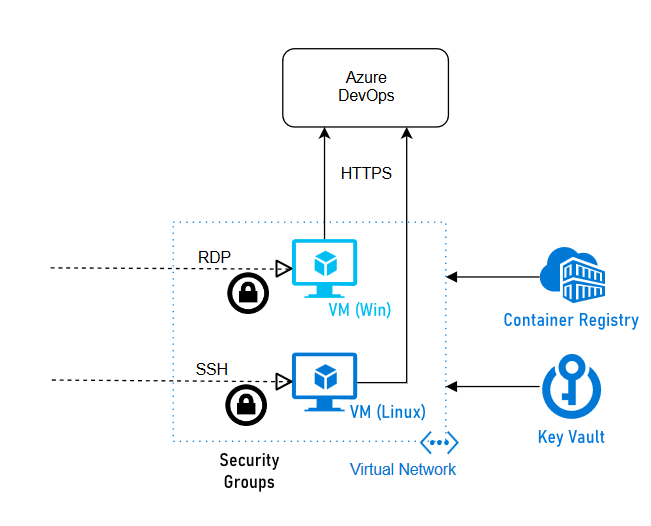 Azure
DevOps
HTTPS
RDP
VM (Win)
Container Registry
SSH
VM (Linux)
Key Vault
Security
Groups
Virtual Network